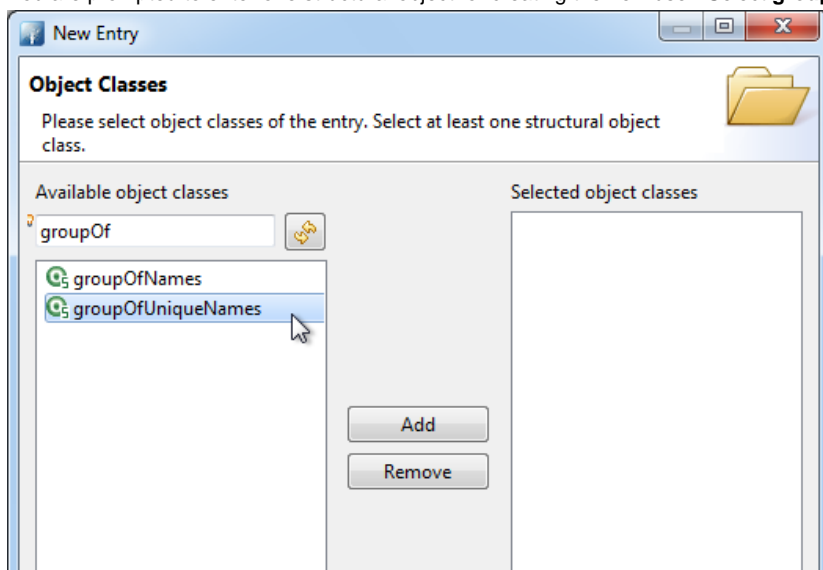 New Entry
Object Classes
Please select object classes of the entry. Select at least one structural object
class.
Available object classes
Selected object classes
groupOf
groupOfNames
groupOfUniqueNames
Add
Remove